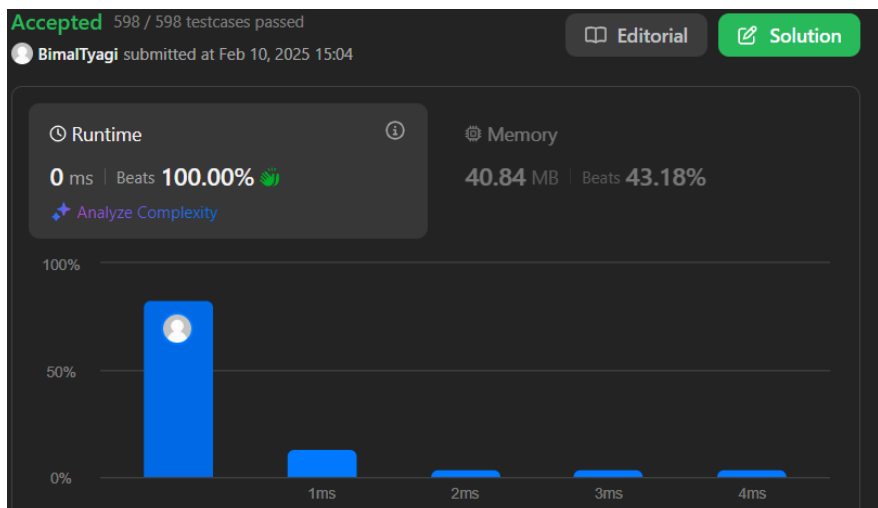 Accepted 598 / 598 testcases passed
BimalTyagi submitted at Feb 10, 2025 15:04
Editorial
Solution
Runtime
0 ms | Beats 100.00%
Analyze Complexity
Memory
40.84 MB | Beats 43.18%
100%
50%
0%
1ms 2ms 3ms 4ms